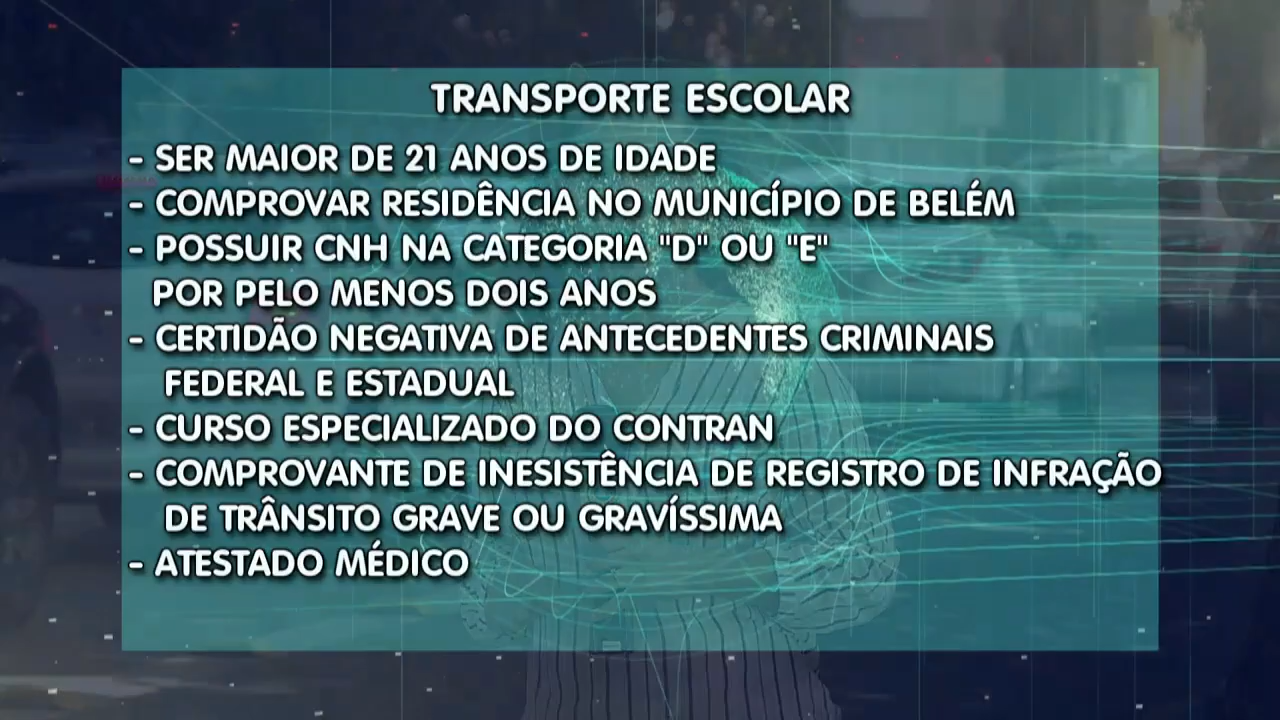 TRANSPORTE ESCOLAR
- SER MAIOR DE 21 ANOS DE IDADE
- COMPROVAR RESIDÊNCIA NO MUNICÍPIO DE BELÉM
- POSSUIR CNH NA CATEGORIA "D" OU "E"
POR PELO MENOS DOIS ANOS
- CERTIDÃO NEGATIVA DE ANTECEDENTES CRIMINAIS
FEDERAL E ESTADUAL
- CURSO ESPECIALIZADO DO CONTRAN
- COMPROVANTE DE INESISTÊNCIA DE REGISTRO DE INFRAÇÃO
DE TRÂNSITO GRAVE OU GRAVÍSSIMA
- ATESTADO MÉDICO